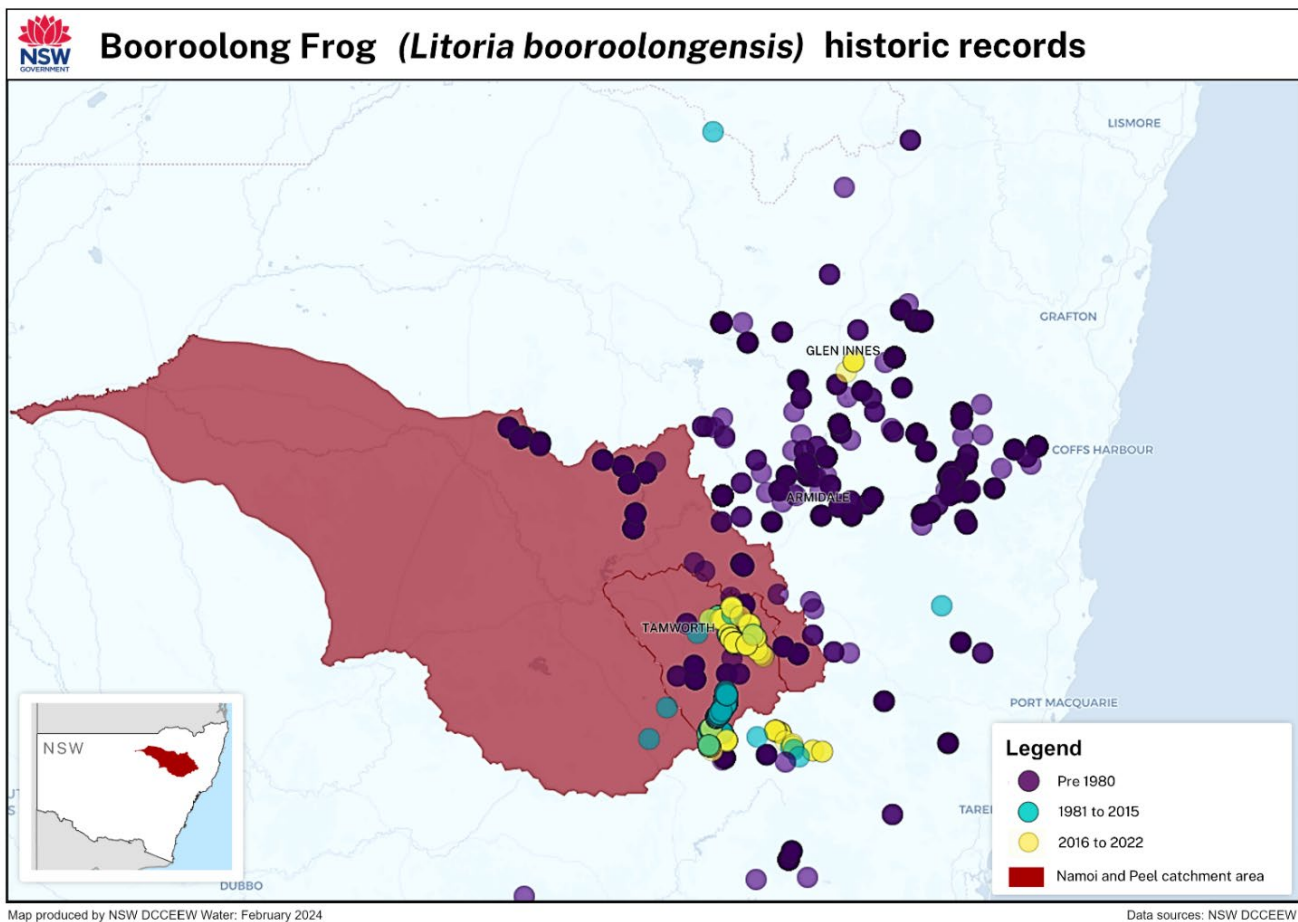 NSW
GOVERNMENT
Booroolong Frog (Litoria booroolongensis) historic records
LISMORE
GRAFTON
GLEN INNES
COFFS HARBOUR
ARMIDALE
TAMWORTH
PORT MACQUARIE
NSW
Legend
Pre 1980
1981 to 2015
2016 to 2022
Namoi and Peel catchment area
DUBBO
Map produced by NSW DCCEEW Water: February 2024
Data sources: NSW DCCEEW